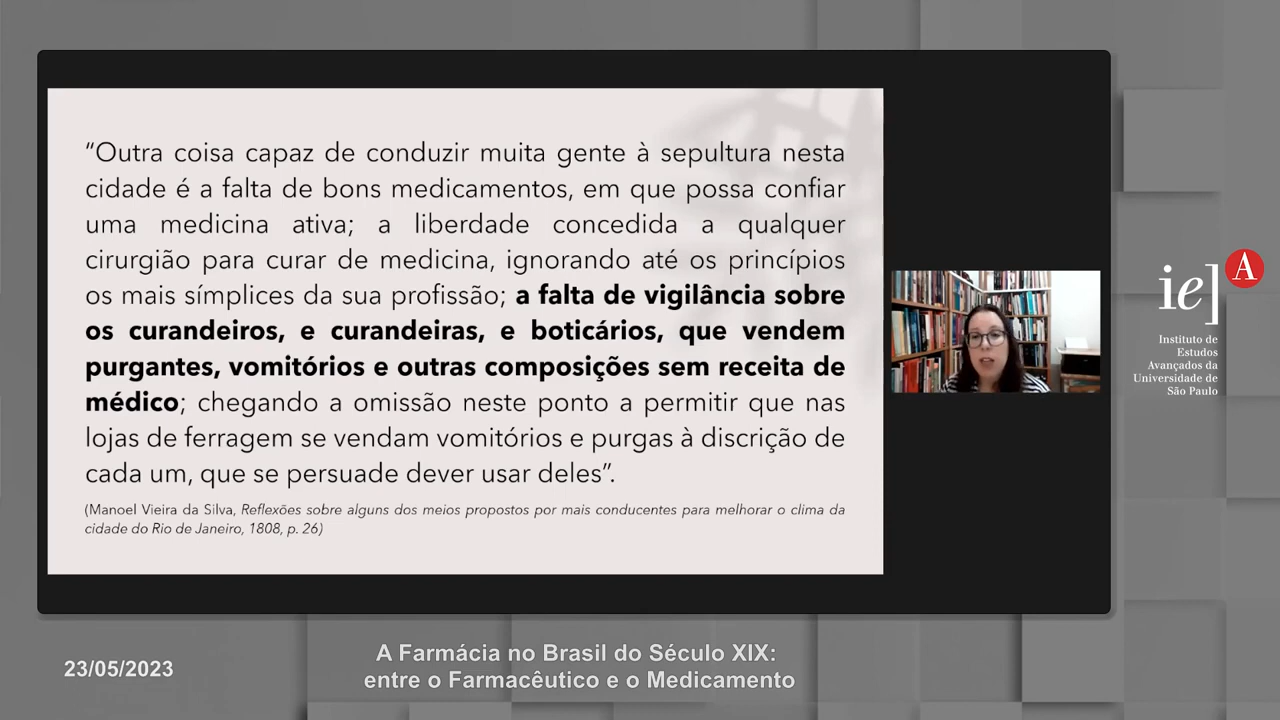 “Outra coisa capaz de conduzir muita gente à sepultura nesta
cidade é a falta de bons medicamentos, em que possa confiar
uma medicina ativa; a liberdade concedida a qualquer
cirurgião para curar de medicina, ignorando até os princípios
os mais símplices da sua profissão; a falta de vigilância sobre
os curandeiros, e curandeiras, e boticários, que vendem
purgantes, vomitórios e outras composições sem receita de
médico; chegando a omissão neste ponto a permitir que nas
lojas de ferragem se vendam vomitórios e purgas à discrição de
cada um, que se persuade dever usar deles”.
(Manoel Vieira da Silva, Reflexões sobre alguns dos meios propostos por mais conducentes para melhorar o clima da
cidade do Rio de Janeiro, 1808, p. 26)
ie] A
Instituto de
Estudos
Avançados da
Universidade de
São Paulo
23/05/2023
A Farmácia no Brasil do Século XIX:
entre o Farmacêutico e o Medicamento